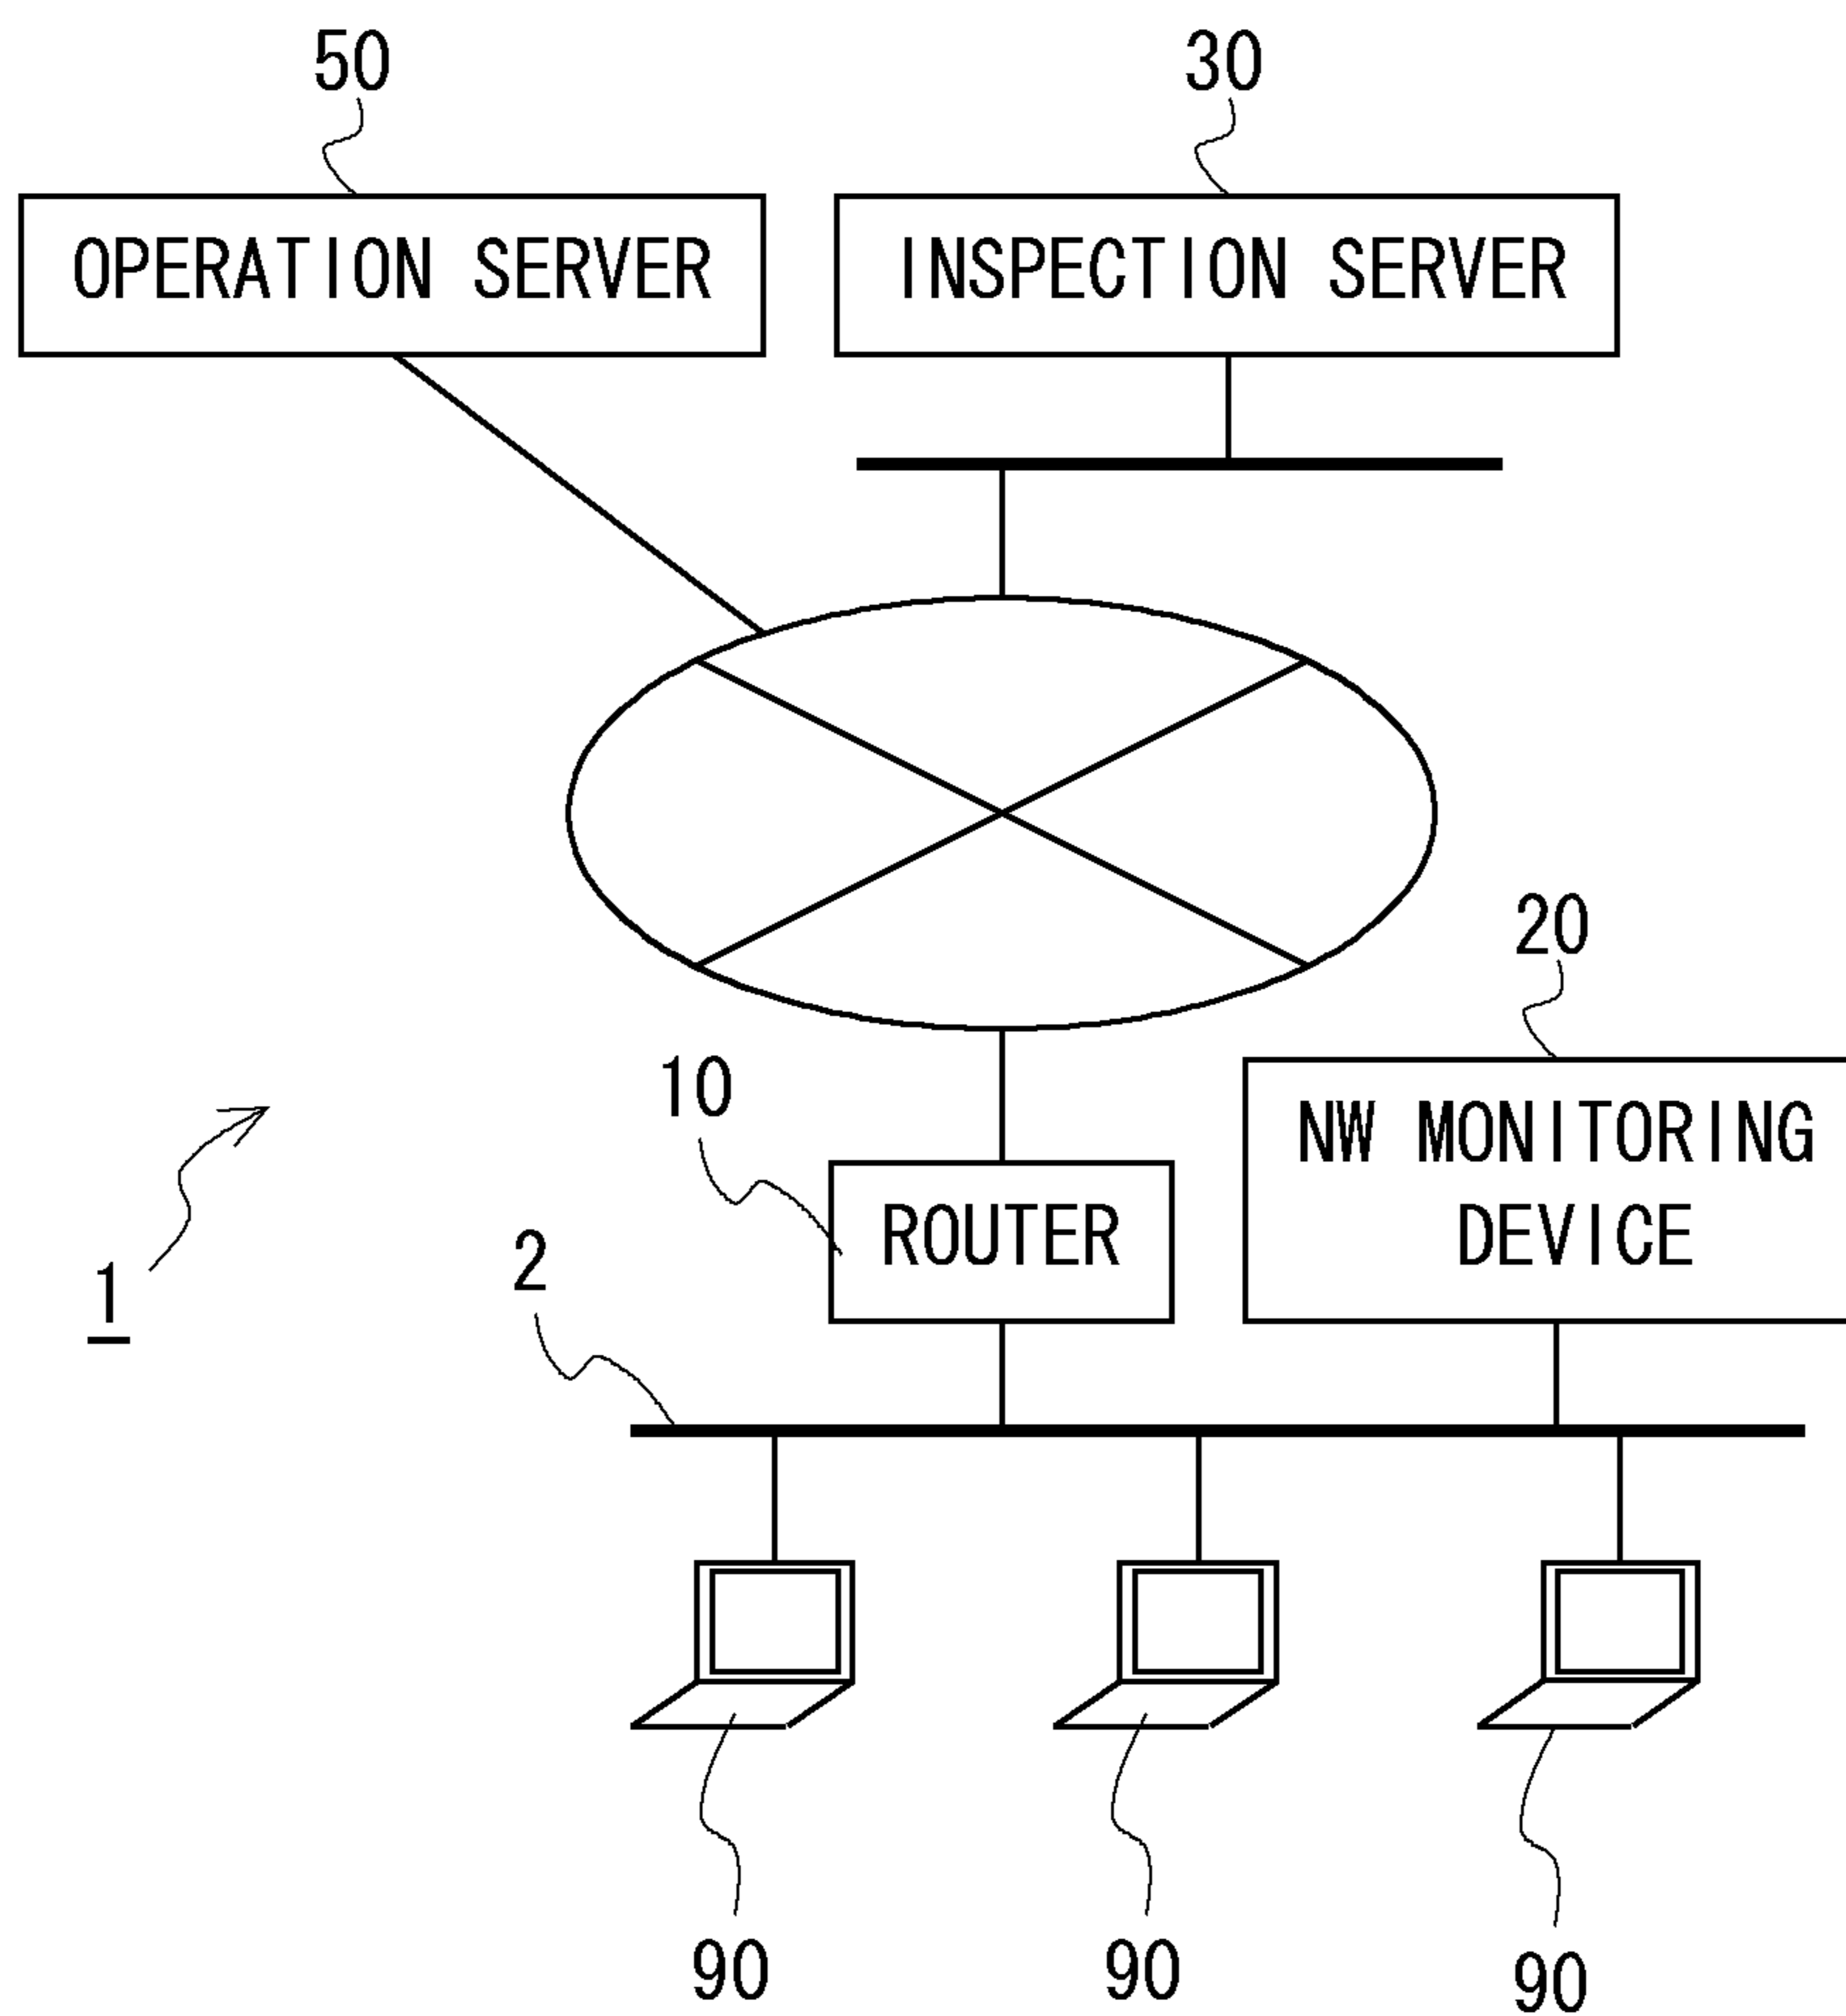 50
30
OPERATION SERVER
INSPECTION SERVER
20
10
NW MONITORING
DEVICE
ROUTER
2
1
90
90
90